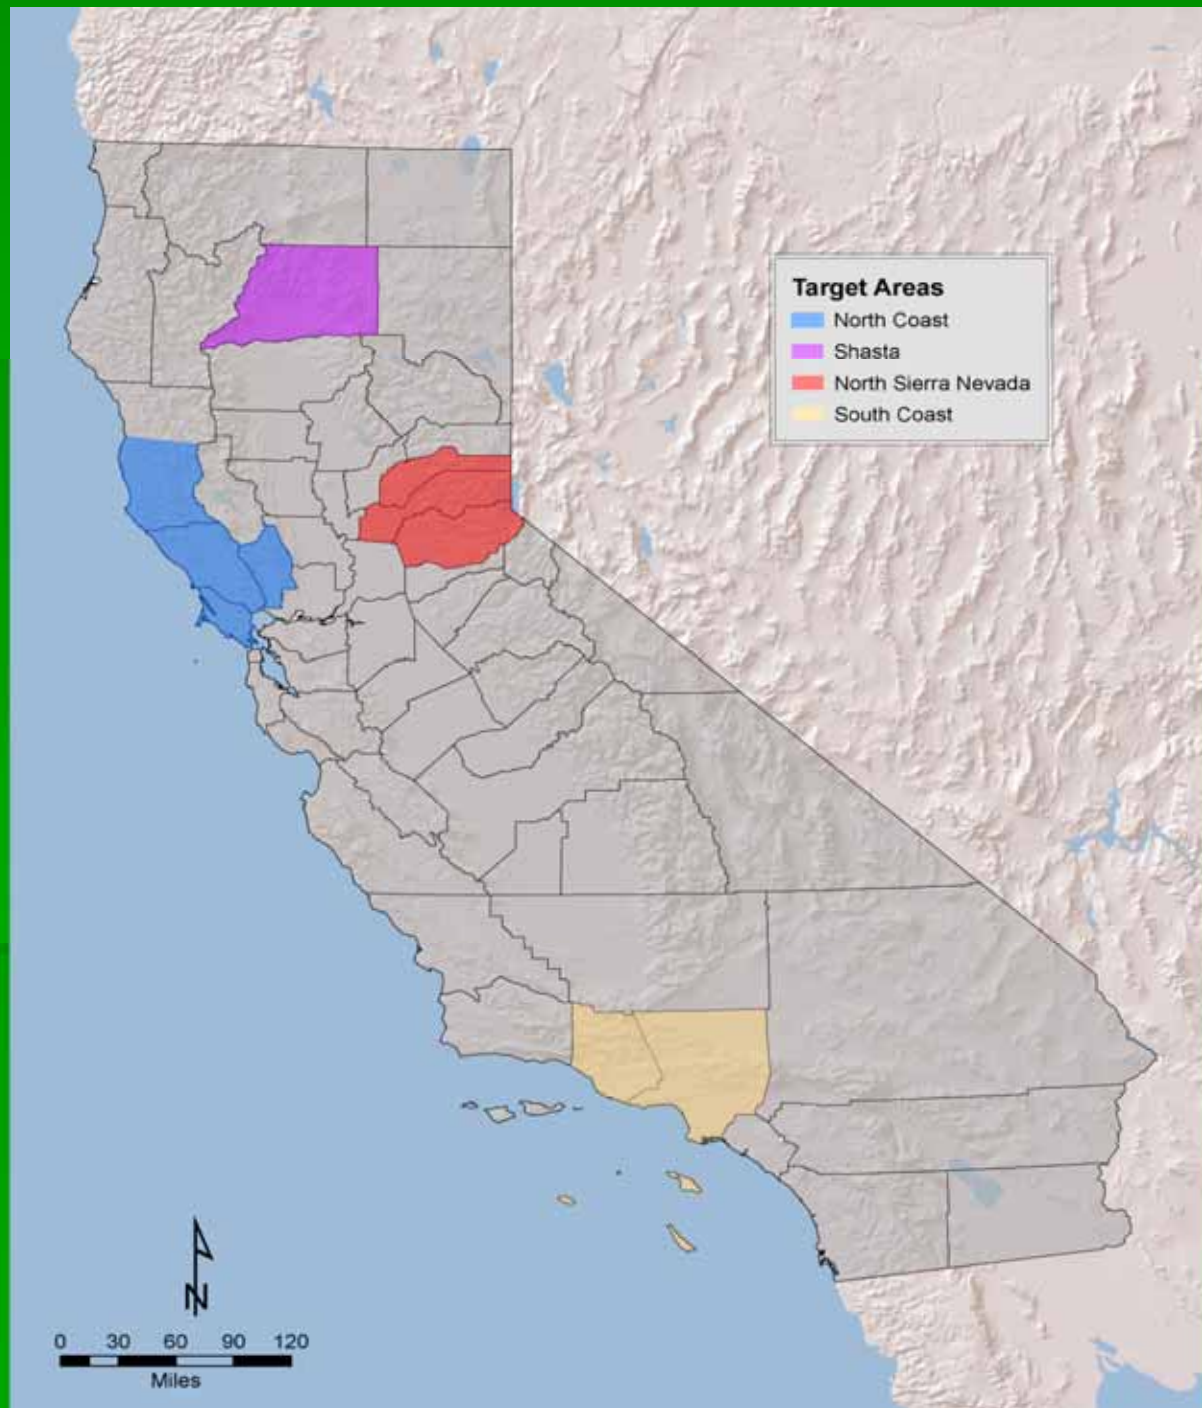 Target Areas
North Coast
Shasta
North Sierra Nevada
South Coast
N
0 30 60 90 120
Miles